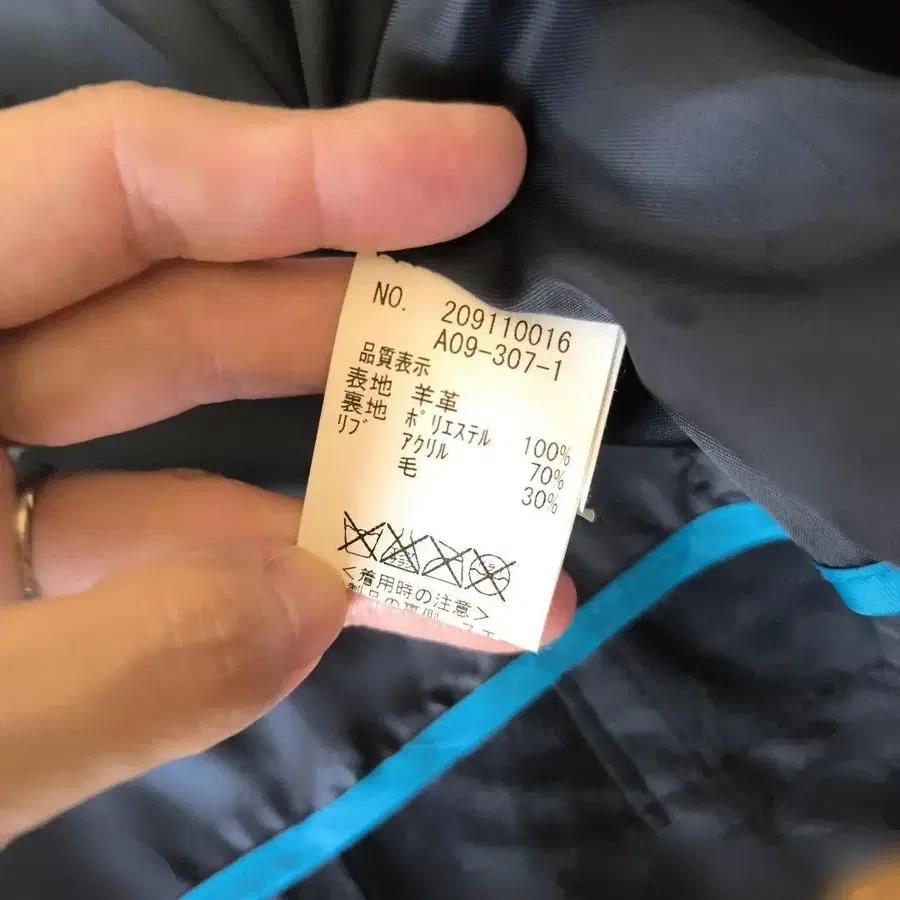 NO. 209110016
A09-307-1
品質表示
表地 羊革
裏地 ポリエステル 100%
リブ アクリル 70%
毛 30%
<着用時の注意>